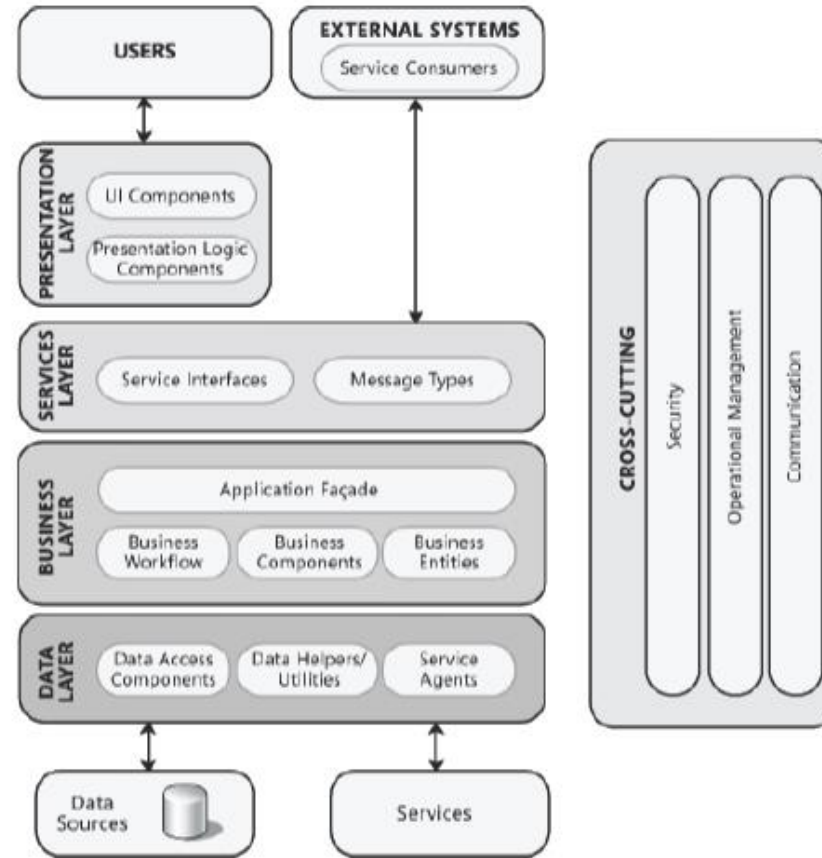 USERS
EXTERNAL SYSTEMS
Service Consumers
PRESENTATION
LAYER
UI Components
Presentation Logic
Components
SERVICES
LAYER
Service Interfaces
Message Types
BUSINESS
LAYER
Application Façade
Business
Workflow
Business
Components
Business
Entities
DATA
LAYER
Data Access
Components
Data Helpers/
Utilities
Service
Agents
Data
Sources
Services
CROSS-CUTTING
Security
Operational Management
Communication